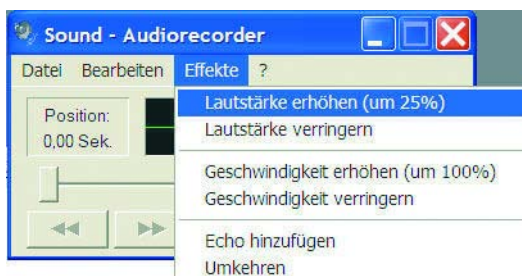 Sound - Audiorecorder
Datei Bearbeiten Effekte ?
Position:
0,00 Sek.
Lautstärke erhöhen (um 25%)
Lautstärke verringern
Geschwindigkeit erhöhen (um 100%)
Geschwindigkeit verringern
Echo hinzufügen
Umkehren